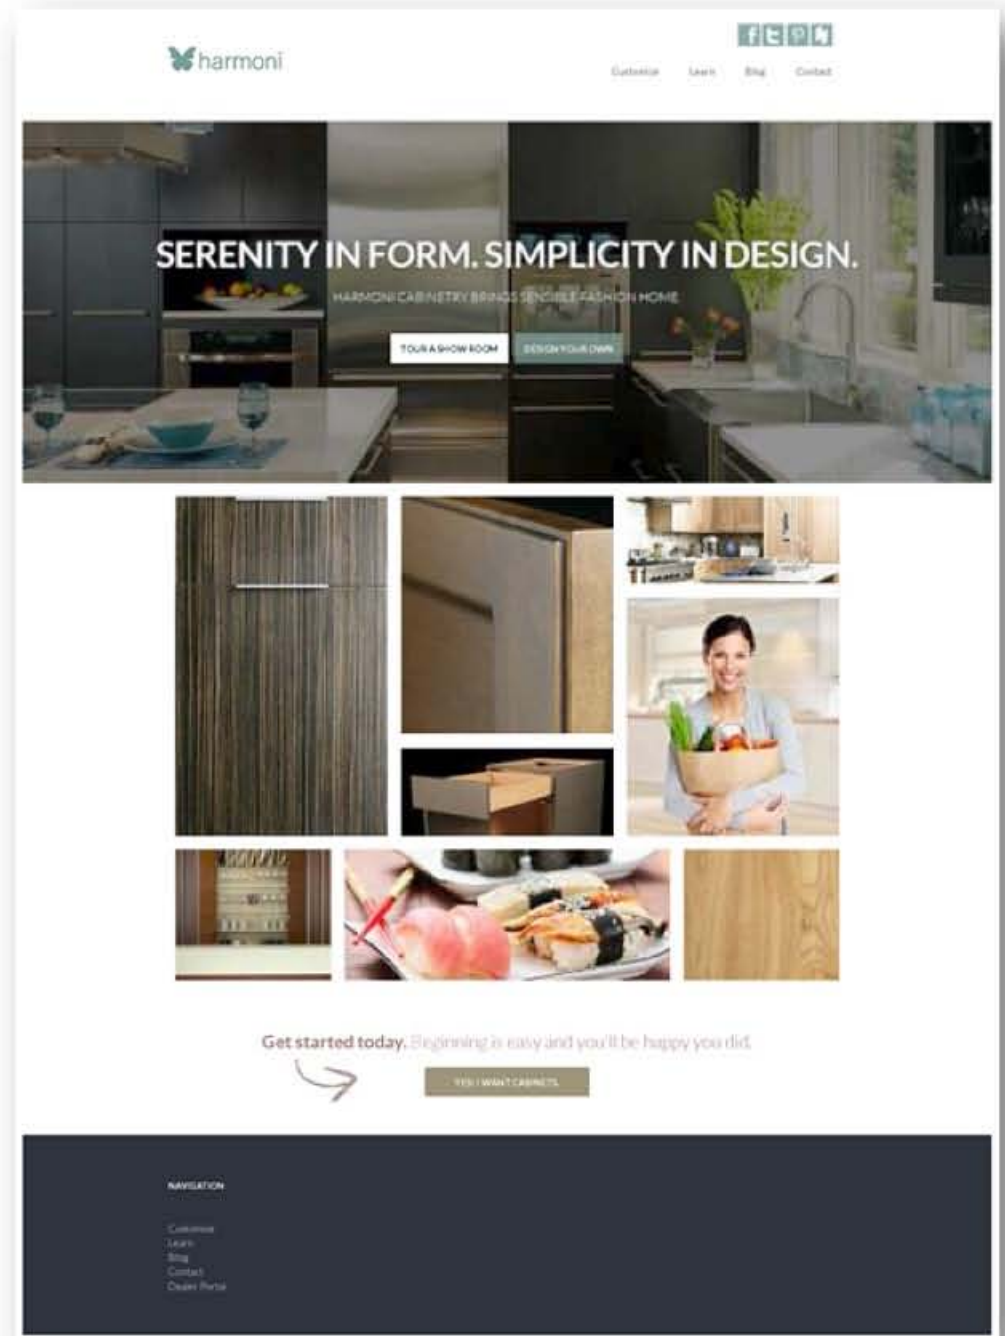 harmoni
Customize Learn Blog Contact
SERENITY IN FORM. SIMPLICITY IN DESIGN.
HARMONI CABINETRY BRINGS SENSIBLE FASHION HOME
TOUR A SHOW ROOM DESIGN YOUR OWN
Get started today. Beginning is easy and you'll be happy you did.
YES! I WANT CABINETS.
NAVIGATION
Customize
Learn
Blog
Contact
Dealer Portal